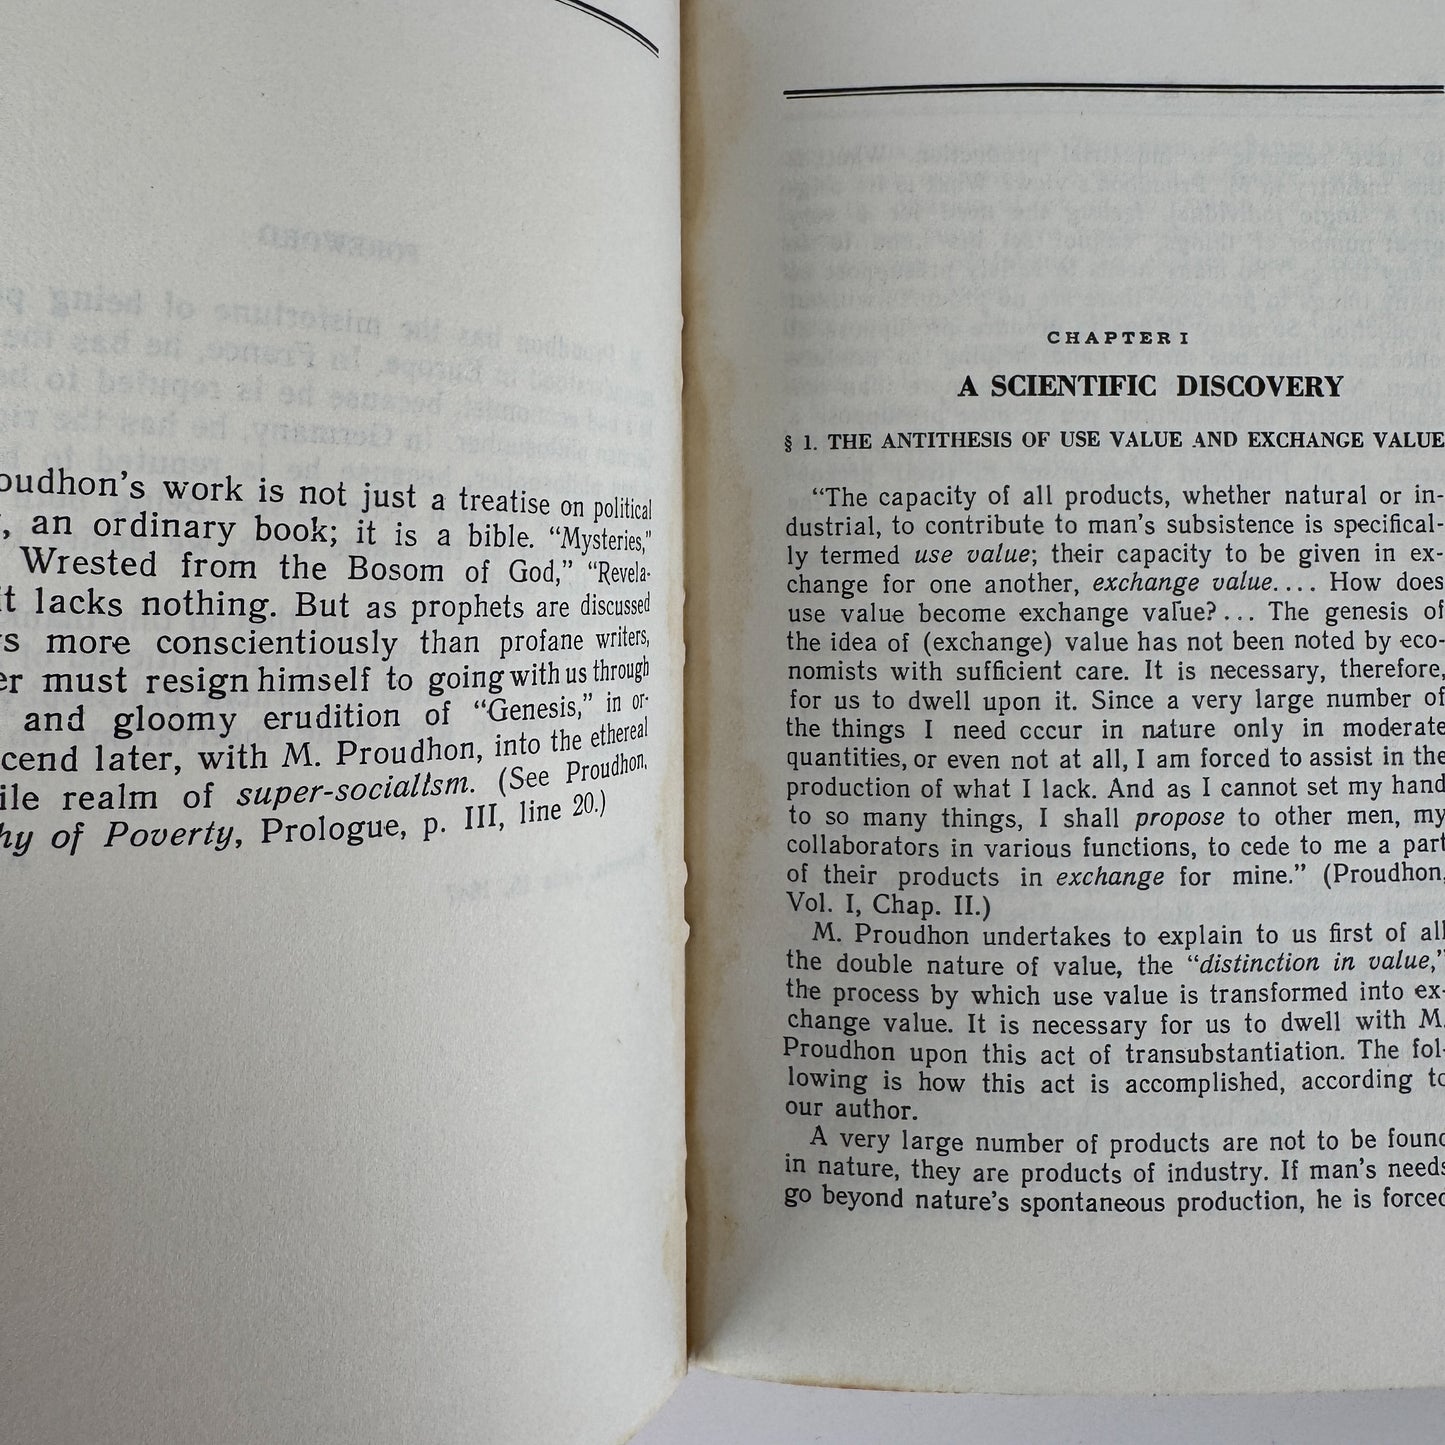 oudhon's work is not just a treatise on political
, an ordinary book; it is a bible. “Mysteries,”
Wrested from the Bosom of God,” “Revela-
it lacks nothing. But as prophets are discussed
more conscientiously than profane writers,
er must resign himself to going with us through
and gloomy erudition of “Genesis,” in or-
cend later, with M. Proudhon, into the ethereal
ile realm of super-socialism. (See Proudhon,
hy of Poverty, Prologue, p. III, line 20.)
CHAPTER I
A SCIENTIFIC DISCOVERY
§ 1. THE ANTITHESIS OF USE VALUE AND EXCHANGE VALUE
“The capacity of all products, whether natural or in-
dustrial, to contribute to man's subsistence is specifical-
ly termed use value; their capacity to be given in ex-
change for one another, exchange value.... How does
use value become exchange value?... The genesis of
the idea of (exchange) value has not been noted by eco-
nomists with sufficient care. It is necessary, therefore,
for us to dwell upon it. Since a very large number of
the things I need cccur in nature only in moderate
quantities, or even not at all, I am forced to assist in the
production of what I lack. And as I cannot set my hand
to so many things, I shall propose to other men, my
collaborators in various functions, to cede to me a part
of their products in exchange for mine.” (Proudhon,
Vol. I, Chap. II.)
M. Proudhon undertakes to explain to us first of all
the double nature of value, the “distinction in value,”
the process by which use value is transformed into ex-
change value. It is necessary for us to dwell with M.
Proudhon upon this act of transubstantiation. The fol-
lowing is how this act is accomplished, according to
our author.
A very large number of products are not to be found
in nature, they are products of industry. If man's needs
go beyond nature's spontaneous production, he is forced